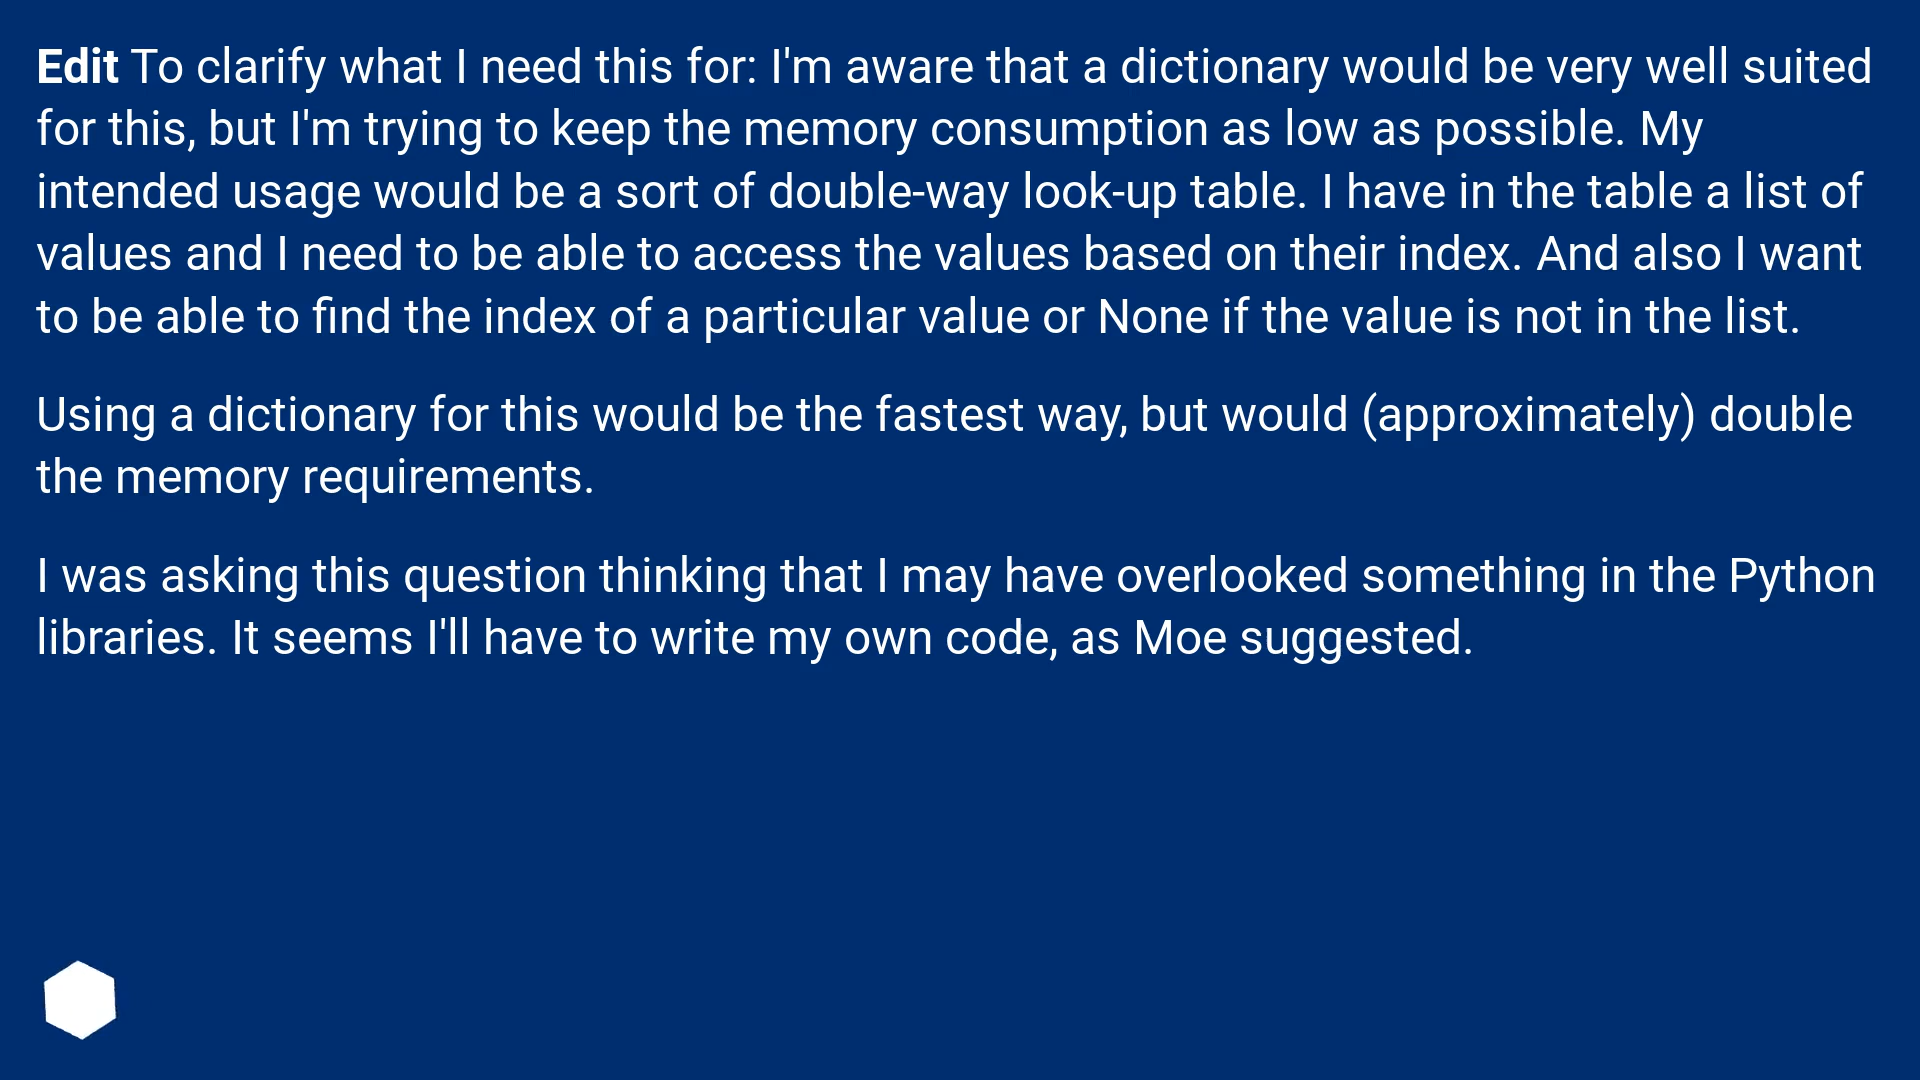 Edit To clarify what I need this for: I'm aware that a dictionary would be very well suited
for this, but I'm trying to keep the memory consumption as low as possible. My
intended usage would be a sort of double-way look-up table. I have in the table a list of
values and I need to be able to access the values based on their index. And also I want
to be able to find the index of a particular value or None if the value is not in the list.
Using a dictionary for this would be the fastest way, but would (approximately) double
the memory requirements.
I was asking this question thinking that I may have overlooked something in the Python
libraries. It seems I'll have to write my own code, as Moe suggested.